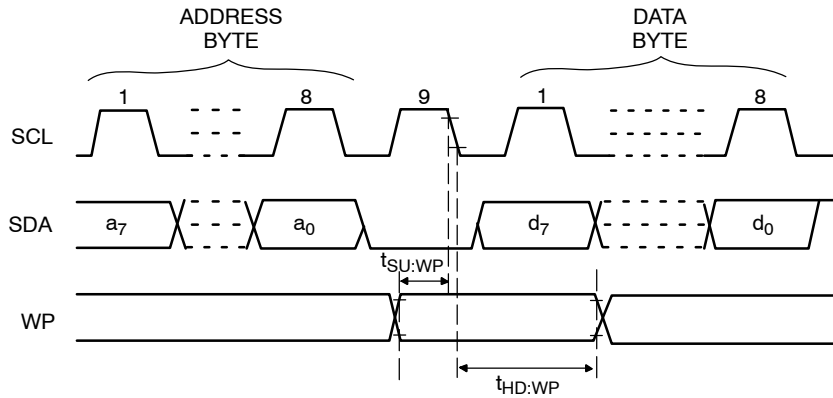 ADDRESS
BYTE
DATA
BYTE
1
8
9
1
8
SCL
SDA
a7
a0
d7
d0
tSU:WP
WP
tHD:WP